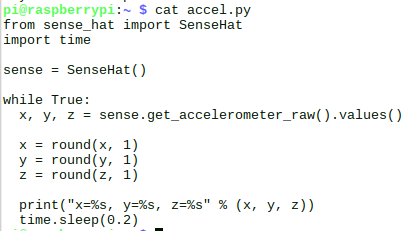 pi@raspberrypi:~ $ cat accel.py
from sense_hat import SenseHat
import time
sense = SenseHat()
while True:
  x, y, z = sense.get_accelerometer_raw().values()
  x = round(x, 1)
  y = round(y, 1)
  z = round(z, 1)
  print("x=%s, y=%s, z=%s" % (x, y, z))
  time.sleep(0.2)
pi@raspberrypi:~ $